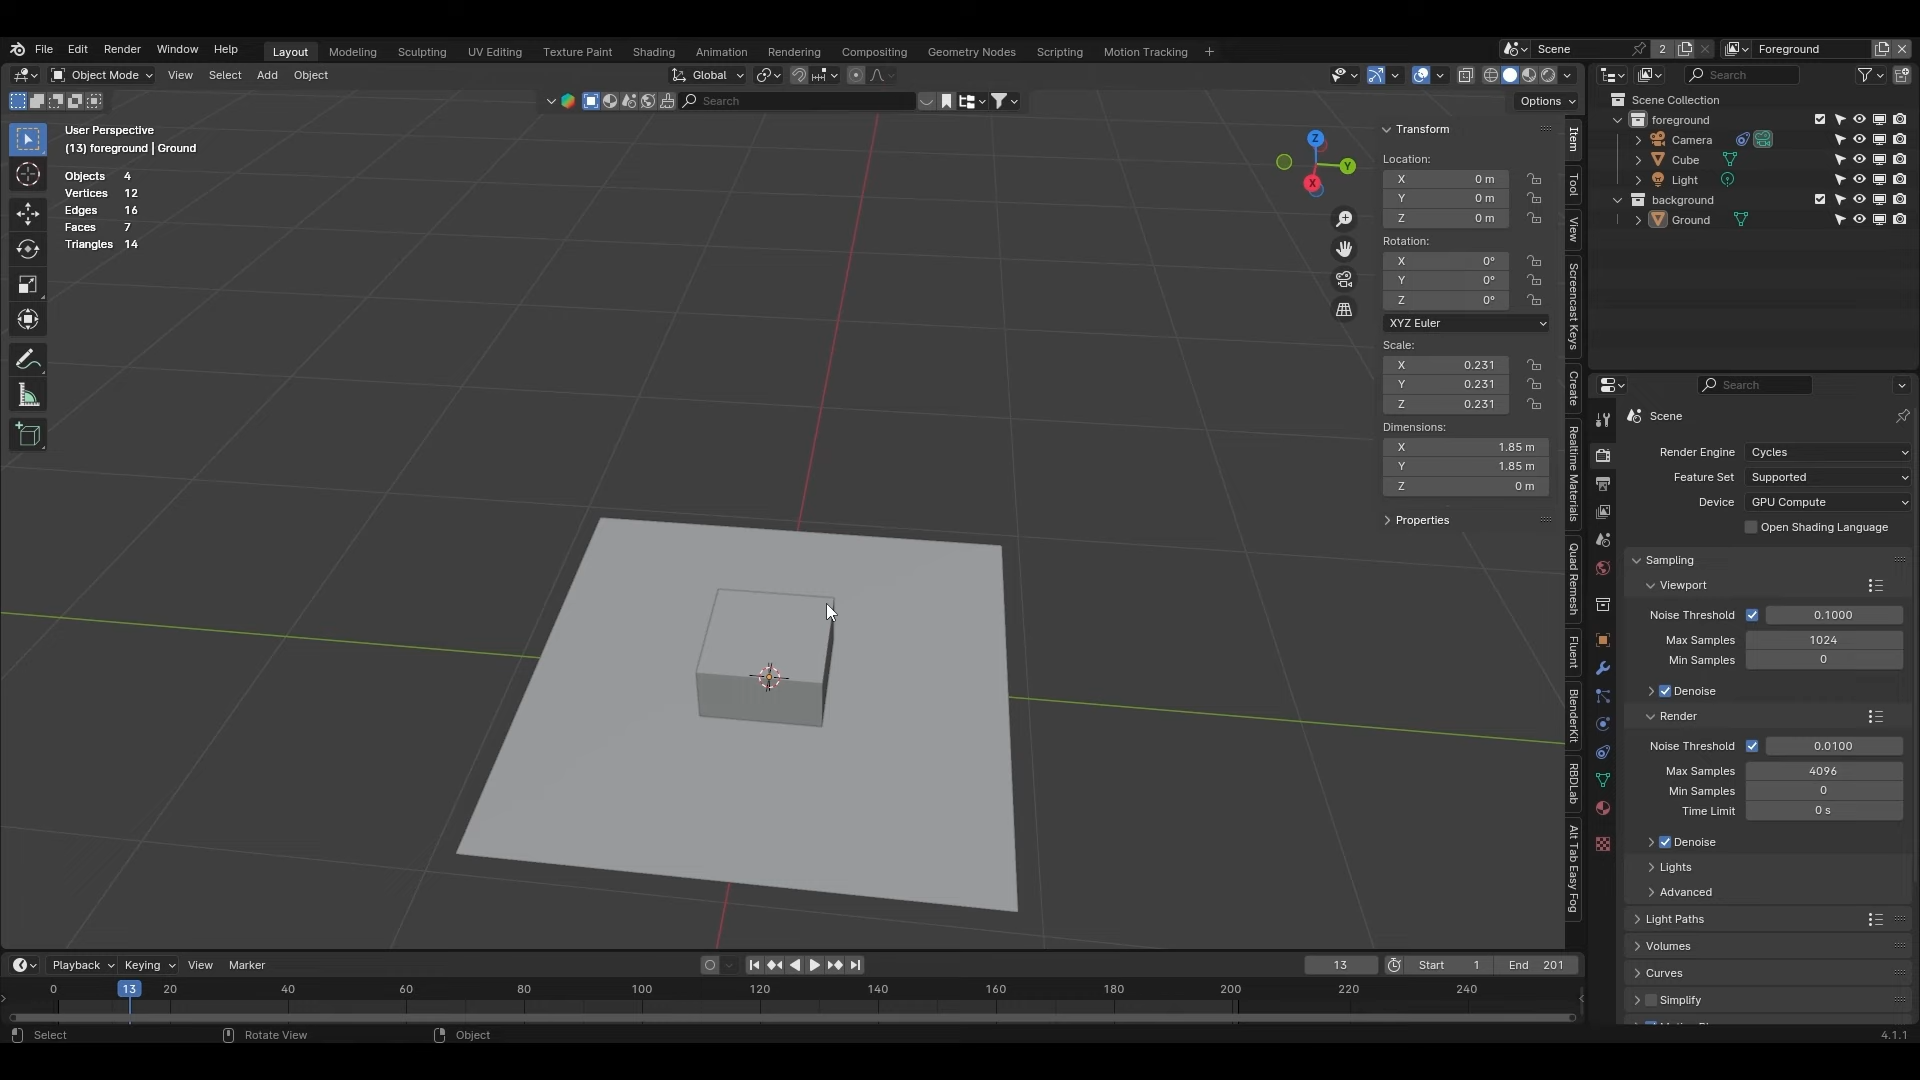 File Edit Render Window Help Layout Modeling Sculpting UV Editing Texture Paint Shading Animation Rendering Compositing Geometry Nodes Scripting Motion Tracking + Scene 2 Foreground
Object Mode View Select Add Object Global Search
Search Options
User Perspective
(13) foreground | Ground
Objects 4
Vertices 12
Edges 16
Faces 7
Triangles 14
Z
Y
X
Transform
Location:
X 0 m
Y 0 m
Z 0 m
Rotation:
X 0°
Y 0°
Z 0°
XYZ Euler
Scale:
X 0.231
Y 0.231
Z 0.231
Dimensions:
X 1.85 m
Y 1.85 m
Z 0 m
Properties
Item
Tool
View
Screencast Keys
Create
Realtime Materials
Quad Remesh
Fluent
BlenderKit
RBDLab
Alt Tab Easy Fog
Scene Collection
foreground
Camera
Cube
Light
background
Ground
Search
Scene
Render Engine Cycles
Feature Set Supported
Device GPU Compute
Open Shading Language
Sampling
Viewport
Noise Threshold 0.1000
Max Samples 1024
Min Samples 0
Denoise
Render
Noise Threshold 0.0100
Max Samples 4096
Min Samples 0
Time Limit 0 s
Denoise
Lights
Advanced
Light Paths
Volumes
Curves
Simplify
Playback Keying View Marker 13 Start 1 End 201
0 13 20 40 60 80 100 120 140 160 180 200 220 240
Select Rotate View Object 4.1.1